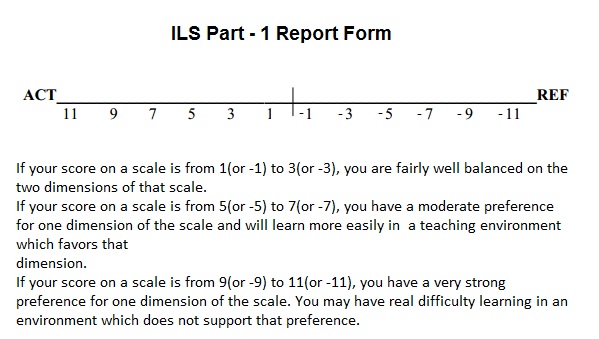 ILS Part - 1 Report Form
ACT REF
11 9 7 5 3 1 -1 -3 -5 -7 -9 -11
If your score on a scale is from 1(or -1) to 3(or -3), you are fairly well balanced on the
two dimensions of that scale.
If your score on a scale is from 5(or -5) to 7(or -7), you have a moderate preference
for one dimension of the scale and will learn more easily in a teaching environment
which favors that
dimension.
If your score on a scale is from 9(or -9) to 11(or -11), you have a very strong
preference for one dimension of the scale. You may have real difficulty learning in an
environment which does not support that preference.